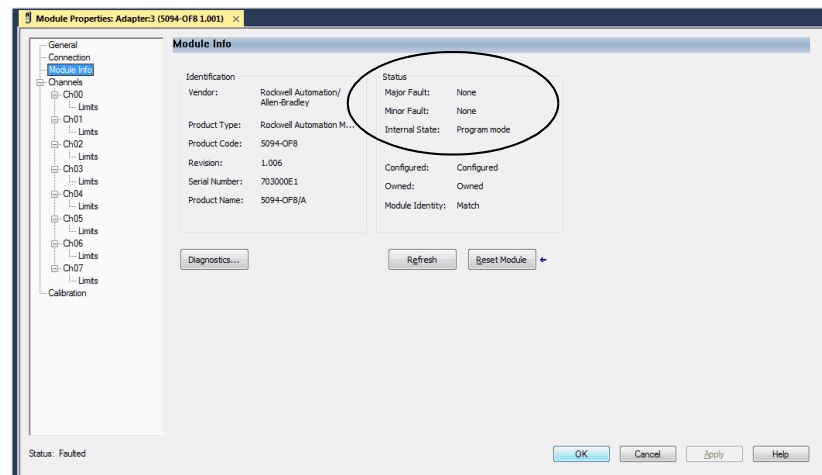 Module Properties: Adapter:3 (5094-OF8 1.001) ×
General
Connection
Module Info
Channels
Ch00
Limits
Ch01
Limits
Ch02
Limits
Ch03
Limits
Ch04
Limits
Ch05
Limits
Ch06
Limits
Ch07
Limits
Calibration
Module Info
Identification
Vendor: Rockwell Automation/
Allen-Bradley
Product Type: Rockwell Automation M...
Product Code: 5094-OF8
Revision: 1.006
Serial Number: 703000E1
Product Name: 5094-OF8/A
Status
Major Fault: None
Minor Fault: None
Internal State: Program mode
Configured: Configured
Owned: Owned
Module Identity: Match
Diagnostics...
Refresh
Reset Module ←
Status: Faulted
OK
Cancel
Apply
Help